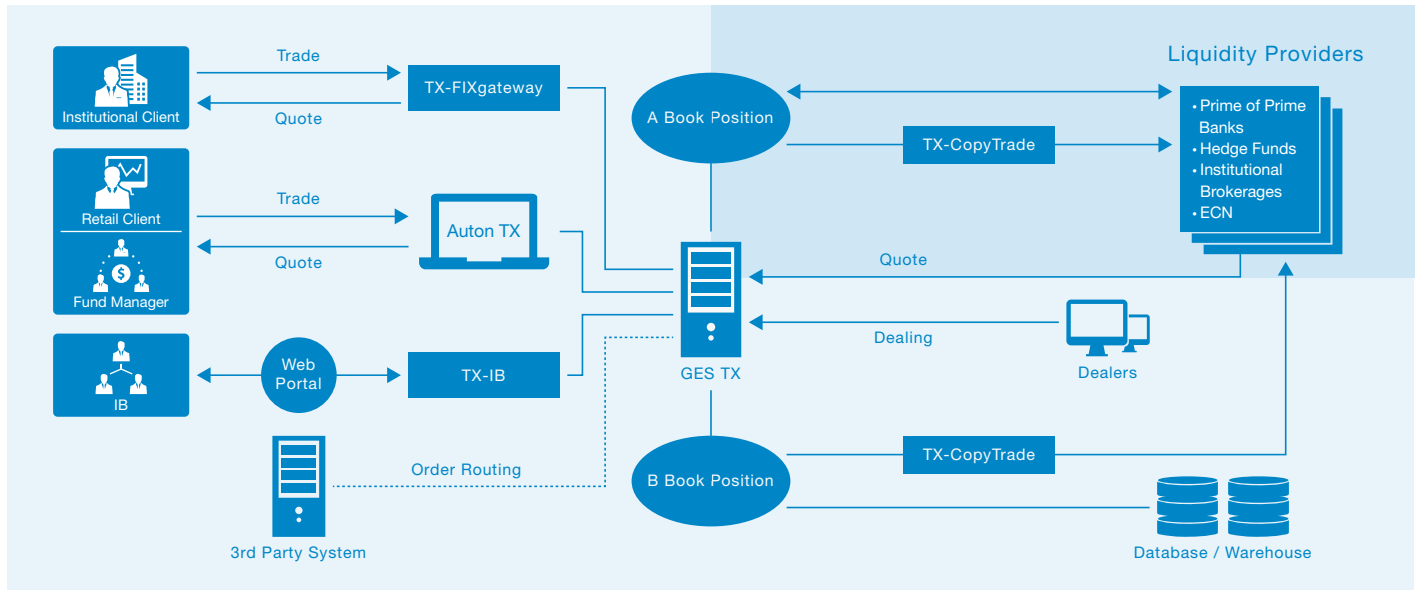 Institutional Client
Trade
Quote
TX-FIXgateway
Retail Client
Fund Manager
$
Trade
Quote
Auton TX
IB
Web
Portal
TX-IB
3rd Party System
Order Routing
GES TX
A Book Position
TX-CopyTrade
Liquidity Providers
• Prime of Prime
Banks
• Hedge Funds
• Institutional
Brokerages
• ECN
Quote
Dealing
Dealers
B Book Position
TX-CopyTrade
Database / Warehouse